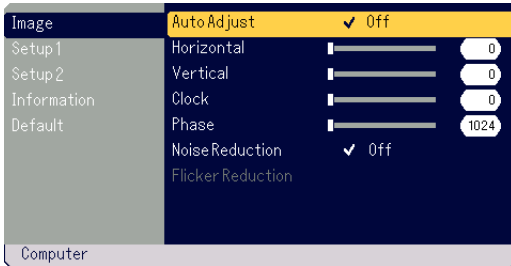 Image
Setup1
Setup2
Information
Default
Auto Adjust ✔ Off
Horizontal 0
Vertical 0
Clock 0
Phase 1024
Noise Reduction ✔ Off
Flicker Reduction
Computer